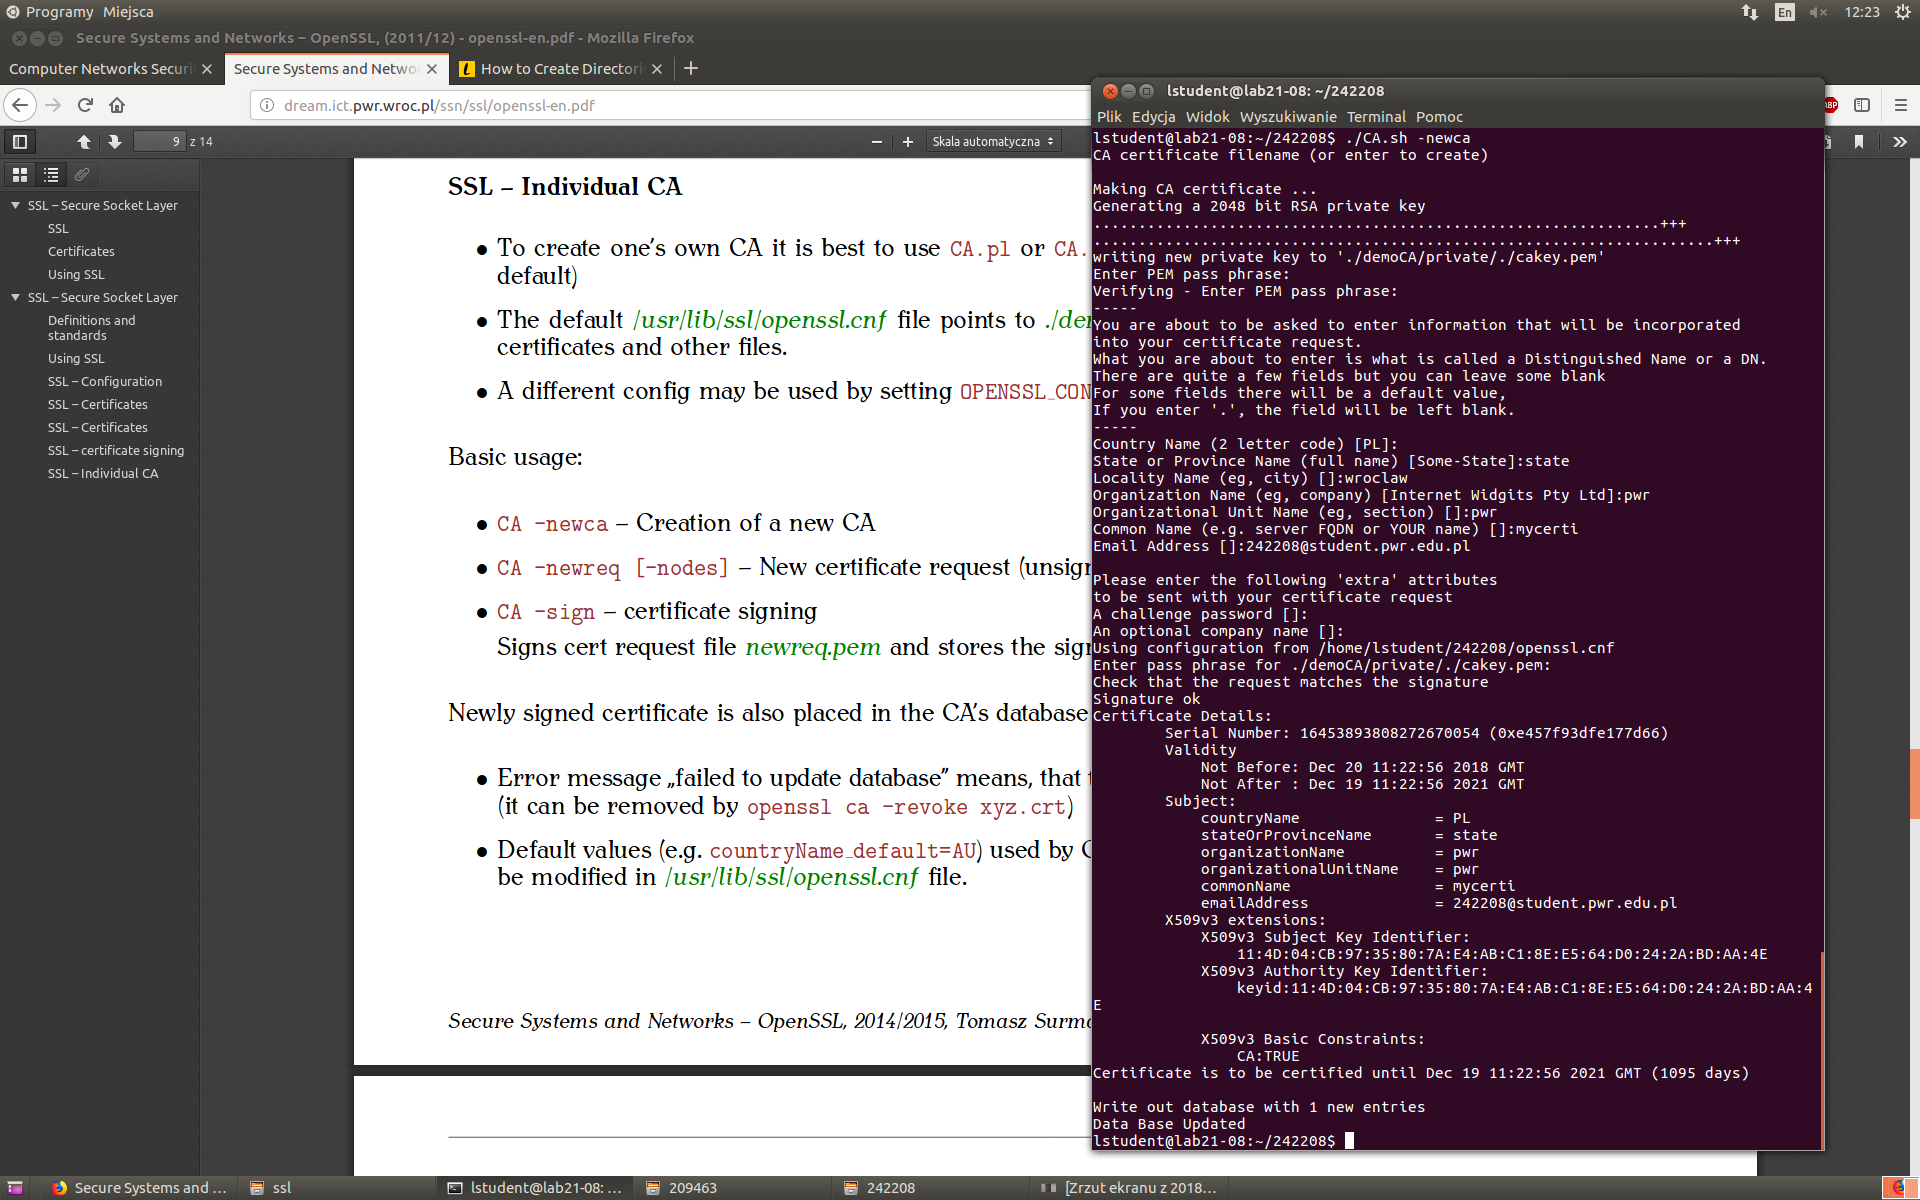 Programy Miejsca
En 12:23
Secure Systems and Networks – OpenSSL, (2011/12) - openssl-en.pdf - Mozilla Firefox
Computer Networks Securi
Secure Systems and Netwo
How to Create Directori
dream.ict.pwr.wroc.pl/ssn/ssl/openssl-en.pdf
ABP
9 z 14
Skala automatyczna
SSL – Secure Socket Layer
SSL
Certificates
Using SSL
SSL – Secure Socket Layer
Definitions and
standards
Using SSL
SSL – Configuration
SSL – Certificates
SSL – Certificates
SSL – certificate signing
SSL – Individual CA
SSL – Individual CA
• To create one's own CA it is best to use CA.pl or CA.
default)
• The default /usr/lib/ssl/openssl.cnf file points to ./der
certificates and other files.
• A different config may be used by setting OPENSSL_CON
Basic usage:
• CA -newca – Creation of a new CA
• CA -newreq [-nodes] – New certificate request (unsign
• CA -sign – certificate signing
Signs cert request file newreq.pem and stores the sign
Newly signed certificate is also placed in the CA's database
• Error message „failed to update database" means, that t
(it can be removed by openssl ca -revoke xyz.crt)
• Default values (e.g. countryName_default=AU) used by C
be modified in /usr/lib/ssl/openssl.cnf file.
Secure Systems and Networks – OpenSSL, 2014/2015, Tomasz Surma
lstudent@lab21-08: ~/242208
Plik Edycja Widok Wyszukiwanie Terminal Pomoc
lstudent@lab21-08:~/242208$ ./CA.sh -newca
CA certificate filename (or enter to create)
Making CA certificate ...
Generating a 2048 bit RSA private key
...............................................................+++
.....................................................................+++
writing new private key to './demoCA/private/./cakey.pem'
Enter PEM pass phrase:
Verifying - Enter PEM pass phrase:
-----
You are about to be asked to enter information that will be incorporated
into your certificate request.
What you are about to enter is what is called a Distinguished Name or a DN.
There are quite a few fields but you can leave some blank
For some fields there will be a default value,
If you enter '.', the field will be left blank.
-----
Country Name (2 letter code) [PL]:
State or Province Name (full name) [Some-State]:state
Locality Name (eg, city) []:wroclaw
Organization Name (eg, company) [Internet Widgits Pty Ltd]:pwr
Organizational Unit Name (eg, section) []:pwr
Common Name (e.g. server FQDN or YOUR name) []:mycerti
Email Address []:242208@student.pwr.edu.pl
Please enter the following 'extra' attributes
to be sent with your certificate request
A challenge password []:
An optional company name []:
Using configuration from /home/lstudent/242208/openssl.cnf
Enter pass phrase for ./demoCA/private/./cakey.pem:
Check that the request matches the signature
Signature ok
Certificate Details:
Serial Number: 16453893808272670054 (0xe457f93dfe177d66)
Validity
Not Before: Dec 20 11:22:56 2018 GMT
Not After : Dec 19 11:22:56 2021 GMT
Subject:
countryName = PL
stateOrProvinceName = state
organizationName = pwr
organizationalUnitName = pwr
commonName = mycerti
emailAddress = 242208@student.pwr.edu.pl
X509v3 extensions:
X509v3 Subject Key Identifier:
11:4D:04:CB:97:35:80:7A:E4:AB:C1:8E:E5:64:D0:24:2A:BD:AA:4E
X509v3 Authority Key Identifier:
keyid:11:4D:04:CB:97:35:80:7A:E4:AB:C1:8E:E5:64:D0:24:2A:BD:AA:4
E
X509v3 Basic Constraints:
CA:TRUE
Certificate is to be certified until Dec 19 11:22:56 2021 GMT (1095 days)
Write out database with 1 new entries
Data Base Updated
lstudent@lab21-08:~/242208$
Secure Systems and ...
ssl
lstudent@lab21-08: ...
209463
242208
[Zrzut ekranu z 2018...